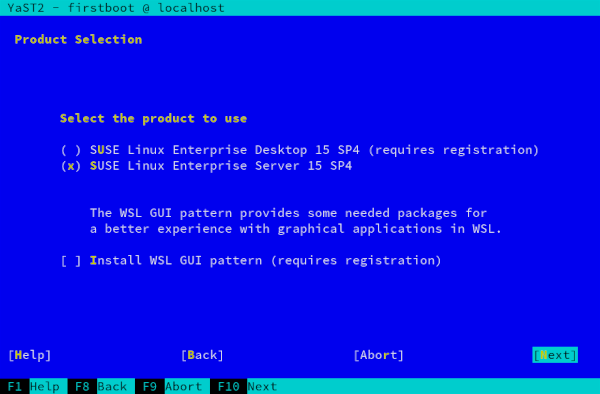 YaST2 - firstboot @ localhost
Product Selection
Select the product to use
( ) SUSE Linux Enterprise Desktop 15 SP4 (requires registration)
(x) SUSE Linux Enterprise Server 15 SP4
The WSL GUI pattern provides some needed packages for
a better experience with graphical applications in WSL.
[ ] Install WSL GUI pattern (requires registration)
[Help] [Back] [Abort] [Next]
F1 Help F8 Back F9 Abort F10 Next